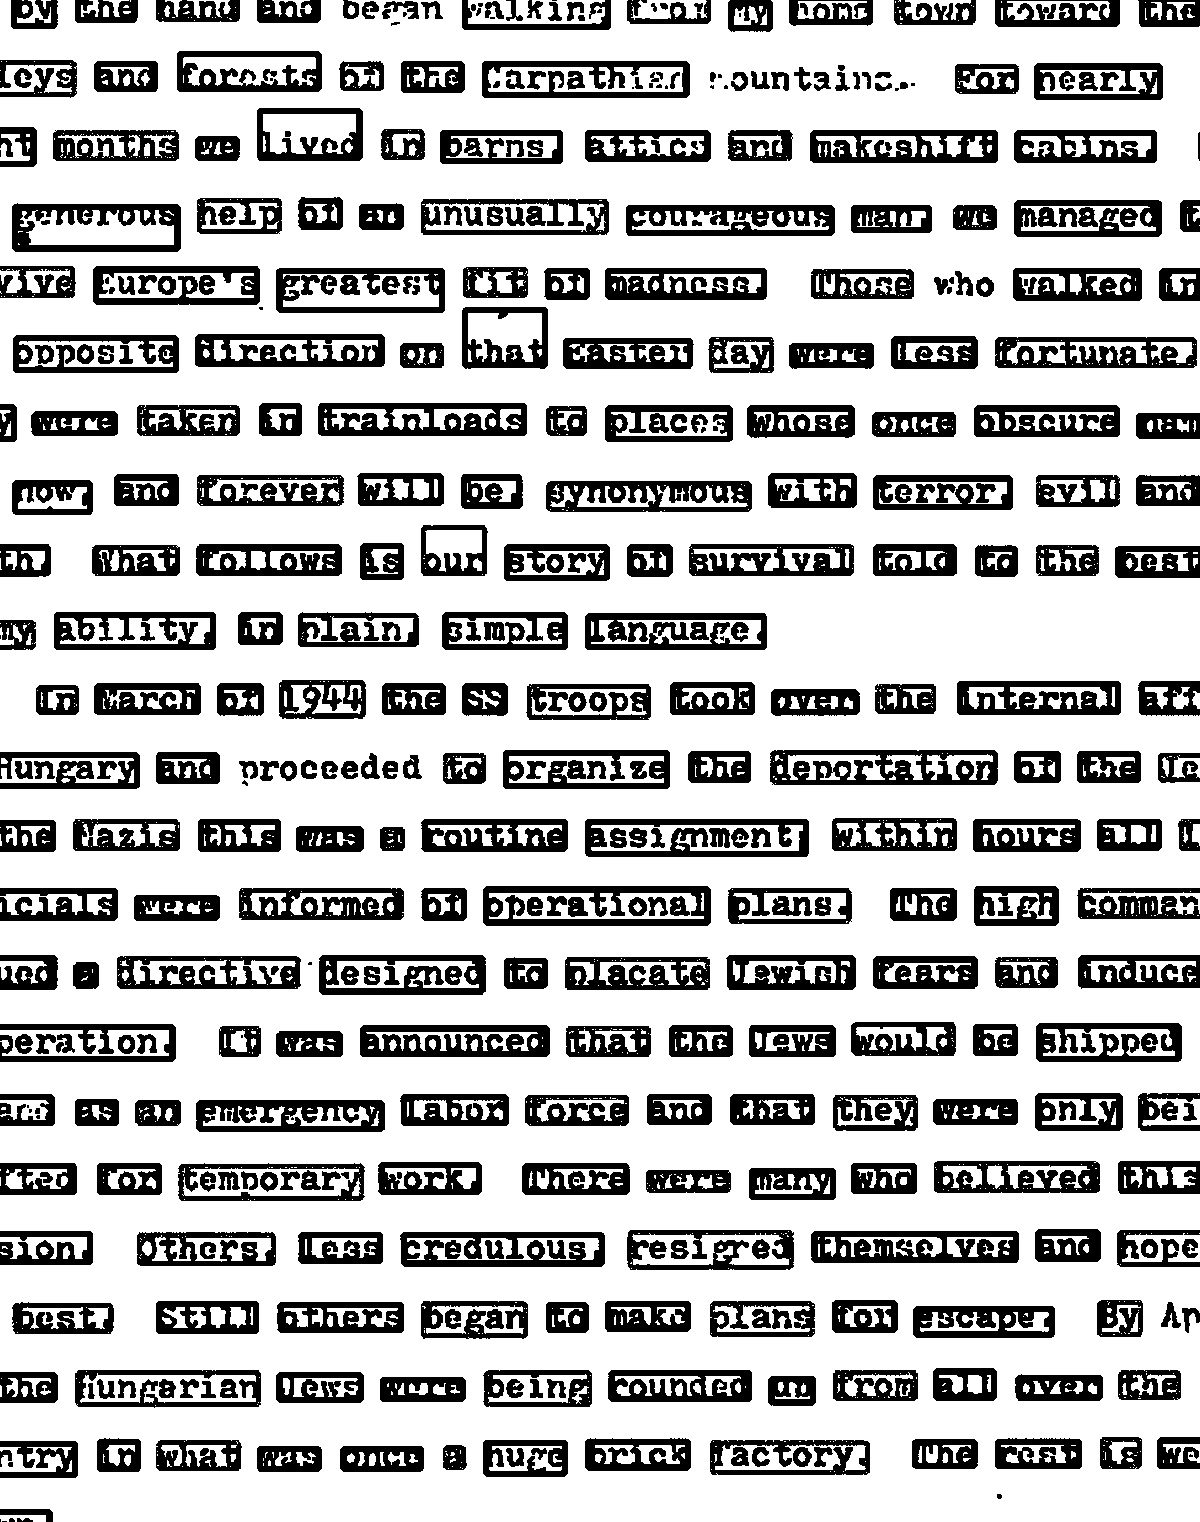 by the hand and began walking from my home town toward the
leys and forests of the Carpathian mountains. For nearly
ht months we lived in barns, attics and makeshift cabins.
generous help of an unusually courageous man, we managed t
vive Europe's greatest fit of madness. Those who walked in
opposite direction on that Easter day were less fortunate.
y were taken in trainloads to places whose once obscure nam
now, and forever will be, synonymous with terror, evil and
th. What follows is our story of survival told to the best
my ability, in plain, simple language.
In March of 1944 the SS troops took over the internal aff
Hungary and proceeded to organize the deportation of the Je
the Nazis this was a routine assignment; within hours all l
icials were informed of operational plans. The high comman
ued a directive designed to placate Jewish fears and induce
peration. It was announced that the Jews would be shipped
and as an emergency labor force and that they were only bei
fted for temporary work. There were many who believed this
sion. Others, less credulous, resigned themselves and hope
best. Still others began to make plans for escape. By Ap
the Hungarian Jews were being rounded up from all over the
ntry in what was once a huge brick factory. The rest is we